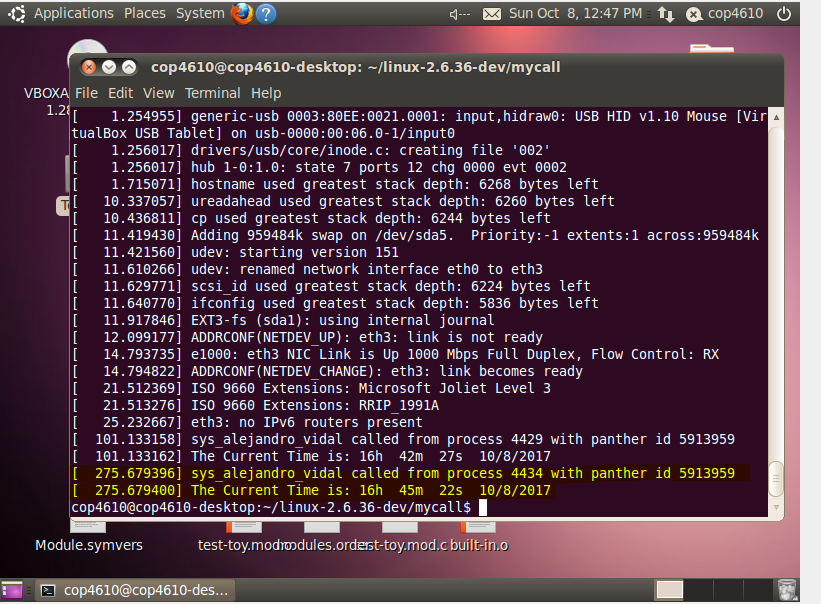 Applications Places System
Sun Oct 8, 12:47 PM
cop4610
cop4610@cop4610-desktop: ~/linux-2.6.36-dev/mycall
File Edit View Terminal Help
VBOXA
[    1.254955] generic-usb 0003:80EE:0021.0001: input,hidraw0: USB HID v1.10 Mouse [Vir
tualBox USB Tablet] on usb-0000:00:06.0-1/input0
[    1.256017] drivers/usb/core/inode.c: creating file '002'
[    1.256017] hub 1-0:1.0: state 7 ports 12 chg 0000 evt 0002
[    1.715071] hostname used greatest stack depth: 6268 bytes left
[   10.337057] ureadahead used greatest stack depth: 6260 bytes left
[   10.436811] cp used greatest stack depth: 6244 bytes left
[   11.419430] Adding 959484k swap on /dev/sda5.  Priority:-1 extents:1 across:959484k
[   11.421560] udev: starting version 151
[   11.610266] udev: renamed network interface eth0 to eth3
[   11.629771] scsi_id used greatest stack depth: 6224 bytes left
[   11.640770] ifconfig used greatest stack depth: 5836 bytes left
[   11.917846] EXT3-fs (sda1): using internal journal
[   12.099177] ADDRCONF(NETDEV_UP): eth3: link is not ready
[   14.793735] e1000: eth3 NIC Link is Up 1000 Mbps Full Duplex, Flow Control: RX
[   14.794822] ADDRCONF(NETDEV_CHANGE): eth3: link becomes ready
[   21.512369] ISO 9660 Extensions: Microsoft Joliet Level 3
[   21.513276] ISO 9660 Extensions: RRIP_1991A
[   25.232667] eth3: no IPv6 routers present
[  101.133158] sys_alejandro_vidal called from process 4429 with panther id 5913959
[  101.133162] The Current Time is: 16h  42m  27s  10/8/2017
[  275.679396] sys_alejandro_vidal called from process 4434 with panther id 5913959
[  275.679400] The Current Time is: 16h  45m  22s  10/8/2017
cop4610@cop4610-desktop:~/linux-2.6.36-dev/mycall$
Module.symvers test-toy.mod.o modules.order test-toy.mod.c built-in.o
cop4610@cop4610-des...